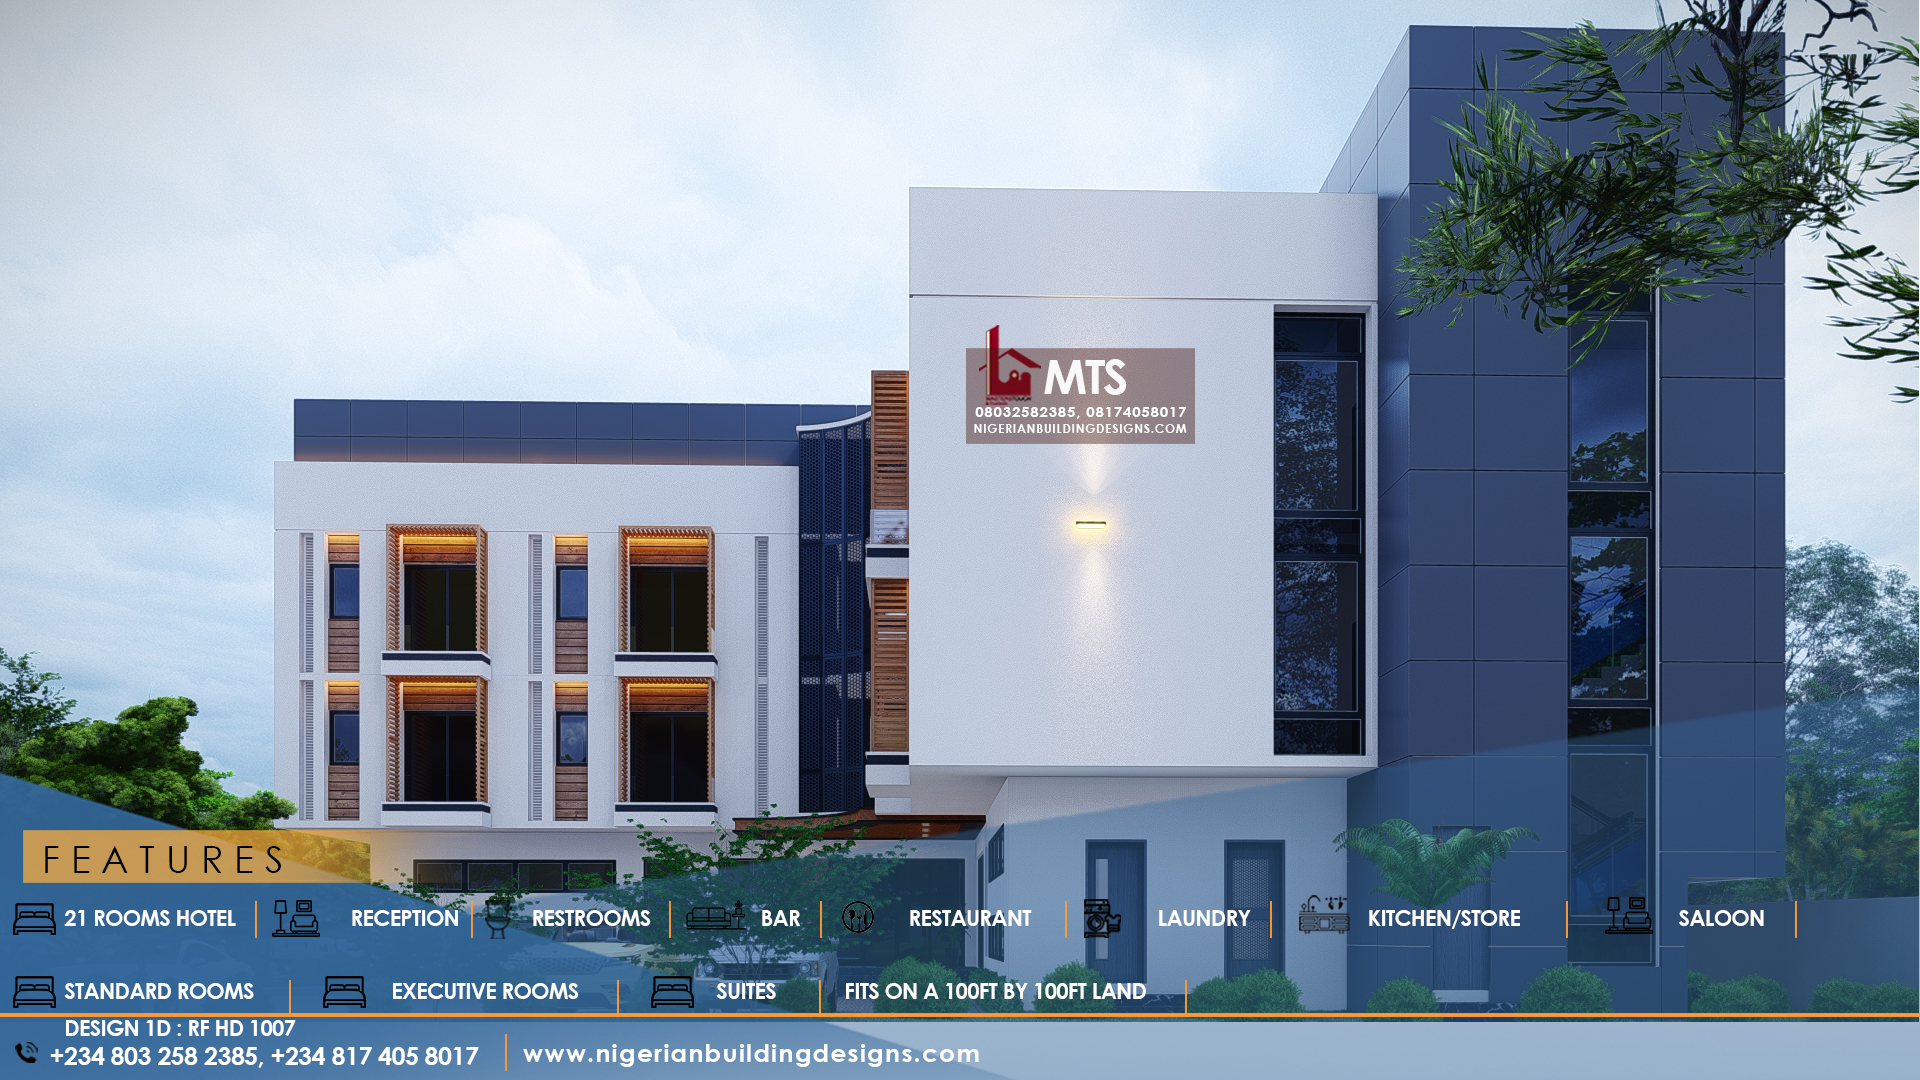 MTS
08032582385, 08174058017
NIGERIANBUILDINGDESIGNS.COM
FEATURES
21 ROOMS HOTEL RECEPTION RESTROOMS BAR RESTAURANT LAUNDRY KITCHEN/STORE SALOON
STANDARD ROOMS EXECUTIVE ROOMS SUITES FITS ON A 100FT BY 100FT LAND
DESIGN 1D : RF HD 1007
+234 803 258 2385, +234 817 405 8017 www.nigerianbuildingdesigns.com